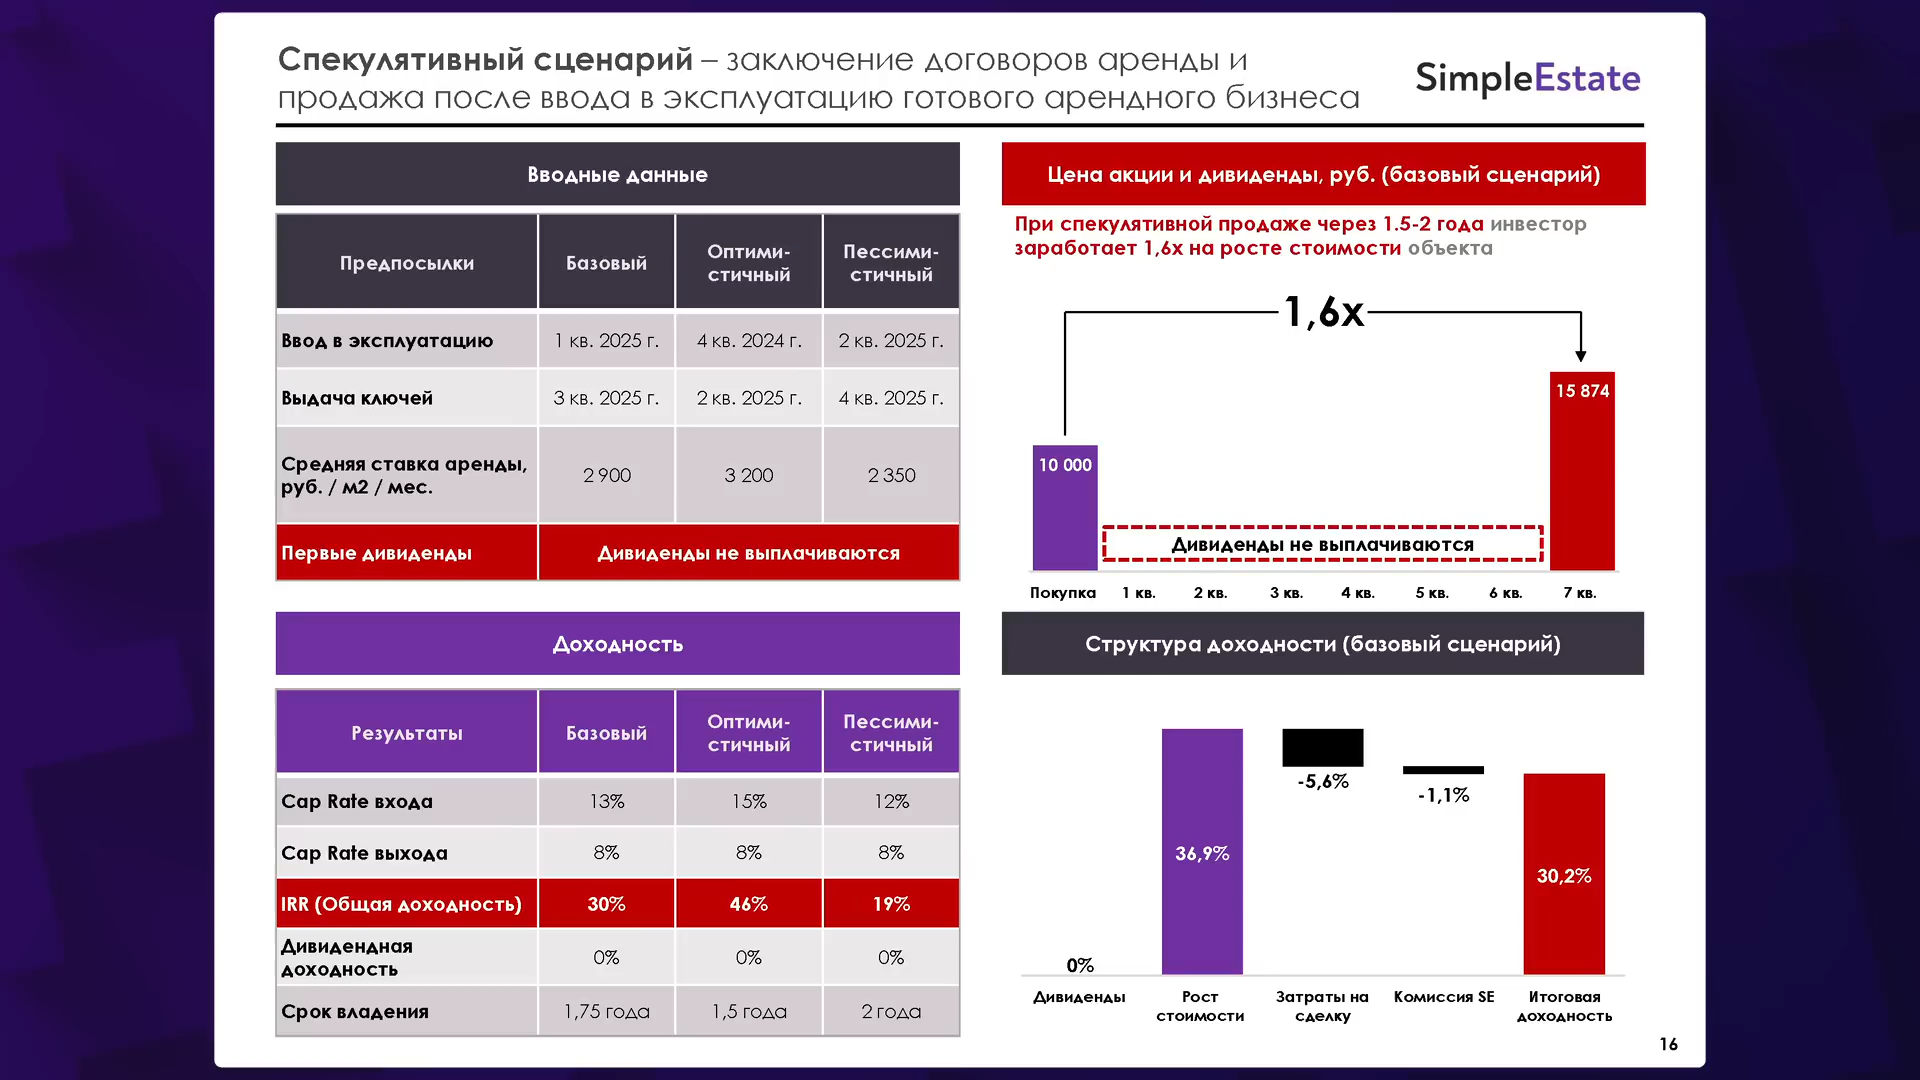 Спекулятивный сценарий – заключение договоров аренды и
продажа после ввода в эксплуатацию готового арендного бизнеса
SimpleEstate
Вводные данные
Предпосылки
Базовый
Оптими-
стичный
Пессими-
стичный
Ввод в эксплуатацию
1 кв. 2025 г.
4 кв. 2024 г.
2 кв. 2025 г.
Выдача ключей
3 кв. 2025 г.
2 кв. 2025 г.
4 кв. 2025 г.
Средняя ставка аренды,
руб. / м2 / мес.
2 900
3 200
2 350
Первые дивиденды
Дивиденды не выплачиваются
Цена акции и дивиденды, руб. (базовый сценарий)
При спекулятивной продаже через 1.5-2 года инвестор
заработает 1,6х на росте стоимости объекта
1,6x
15 874
10 000
Дивиденды не выплачиваются
Покупка
1 кв.
2 кв.
3 кв.
4 кв.
5 кв.
6 кв.
7 кв.
Доходность
Результаты
Базовый
Оптими-
стичный
Пессими-
стичный
Cap Rate входа
13%
15%
12%
Cap Rate выхода
8%
8%
8%
IRR (Общая доходность)
30%
46%
19%
Дивидендная
доходность
0%
0%
0%
Срок владения
1,75 года
1,5 года
2 года
Структура доходности (базовый сценарий)
-5,6%
-1,1%
36,9%
30,2%
0%
Дивиденды
Рост
стоимости
Затраты на
сделку
Комиссия SE
Итоговая
доходность
16